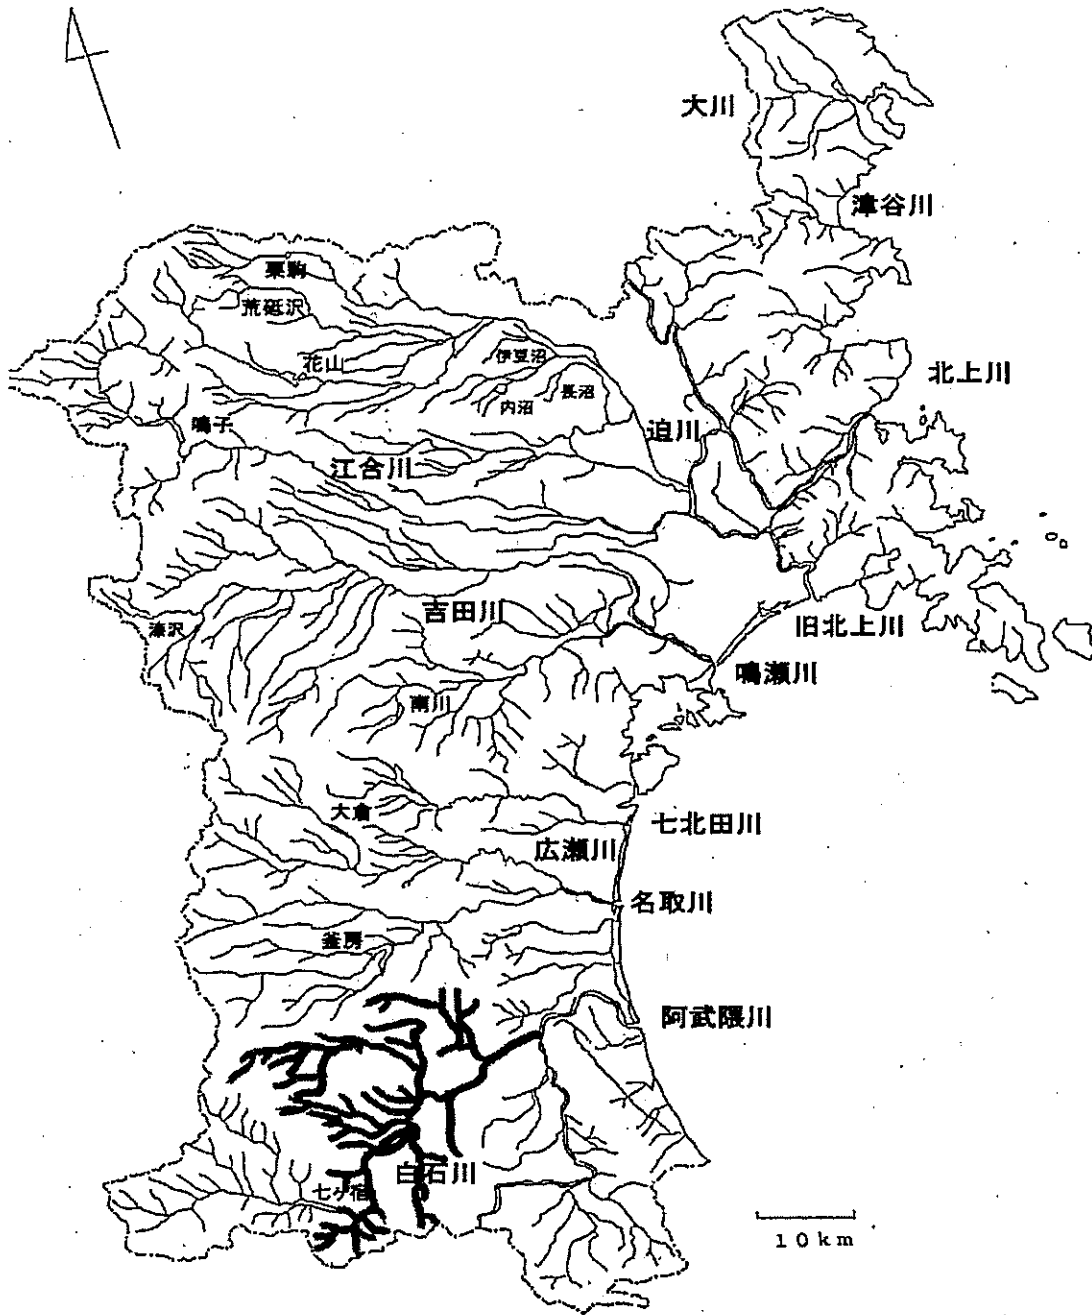 大川
津谷川
栗駒
荒砥沢
花山
伊豆沼
長沼
内沼
北上川
迫川
鳴子
江合川
吉田川
漆沢
旧北上川
鳴瀬川
南川
大倉
七北田川
広瀬川
名取川
釜房
阿武隈川
白石川
七ヶ宿
10km